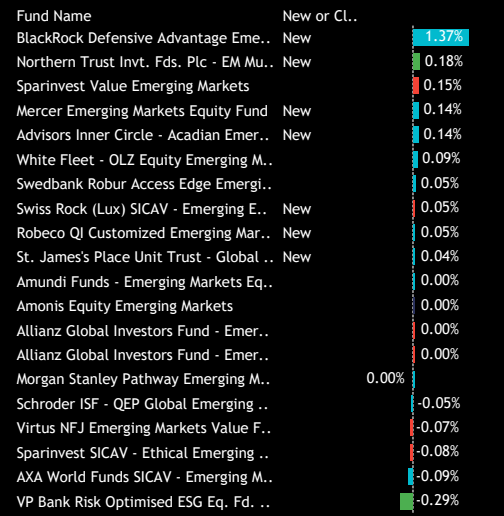 Fund Name New or Cl..
BlackRock Defensive Advantage Eme.. New 1.37%
Northern Trust Invt. Fds. Plc - EM Mu.. New 0.18%
Sparinvest Value Emerging Markets 0.15%
Mercer Emerging Markets Equity Fund New 0.14%
Advisors Inner Circle - Acadian Emer.. New 0.14%
White Fleet - OLZ Equity Emerging M.. 0.09%
Swedbank Robur Access Edge Emergi.. 0.05%
Swiss Rock (Lux) SICAV - Emerging E.. New 0.05%
Robeco QI Customized Emerging Mar.. New 0.05%
St. James's Place Unit Trust - Global .. New 0.04%
Amundi Funds - Emerging Markets Eq.. 0.00%
Amonis Equity Emerging Markets 0.00%
Allianz Global Investors Fund - Emer.. 0.00%
Allianz Global Investors Fund - Emer.. 0.00%
Morgan Stanley Pathway Emerging M.. 0.00%
Schroder ISF - QEP Global Emerging .. -0.05%
Virtus NFJ Emerging Markets Value F.. -0.07%
Sparinvest SICAV - Ethical Emerging .. -0.08%
AXA World Funds SICAV - Emerging M.. -0.09%
VP Bank Risk Optimised ESG Eq. Fd. .. -0.29%